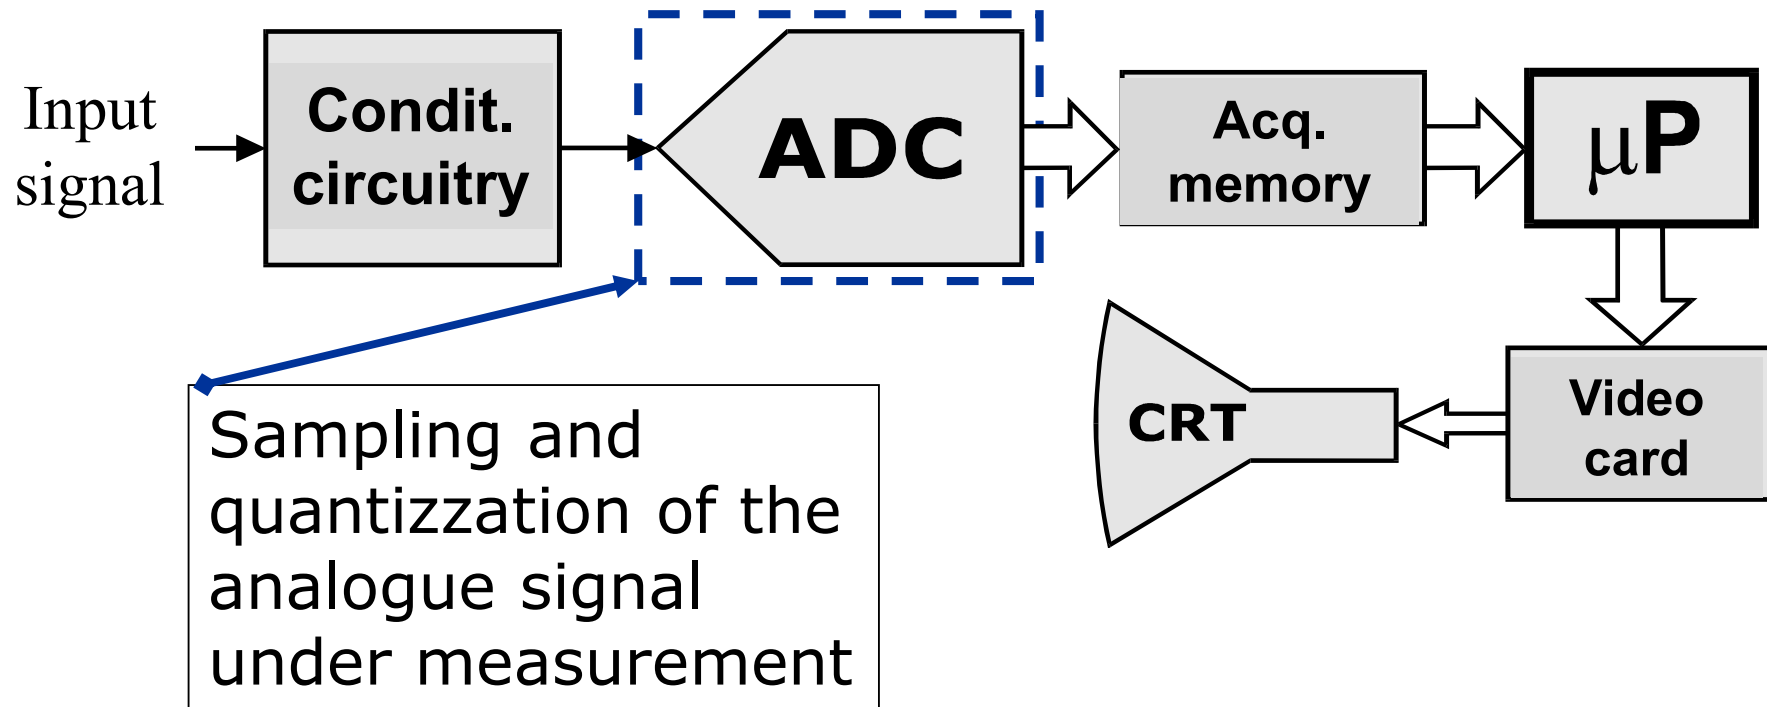 Input
signal
Condit.
circuitry
ADC
Acq.
memory
µP
CRT
Video
card
Sampling and
quantizzation of the
analogue signal
under measurement